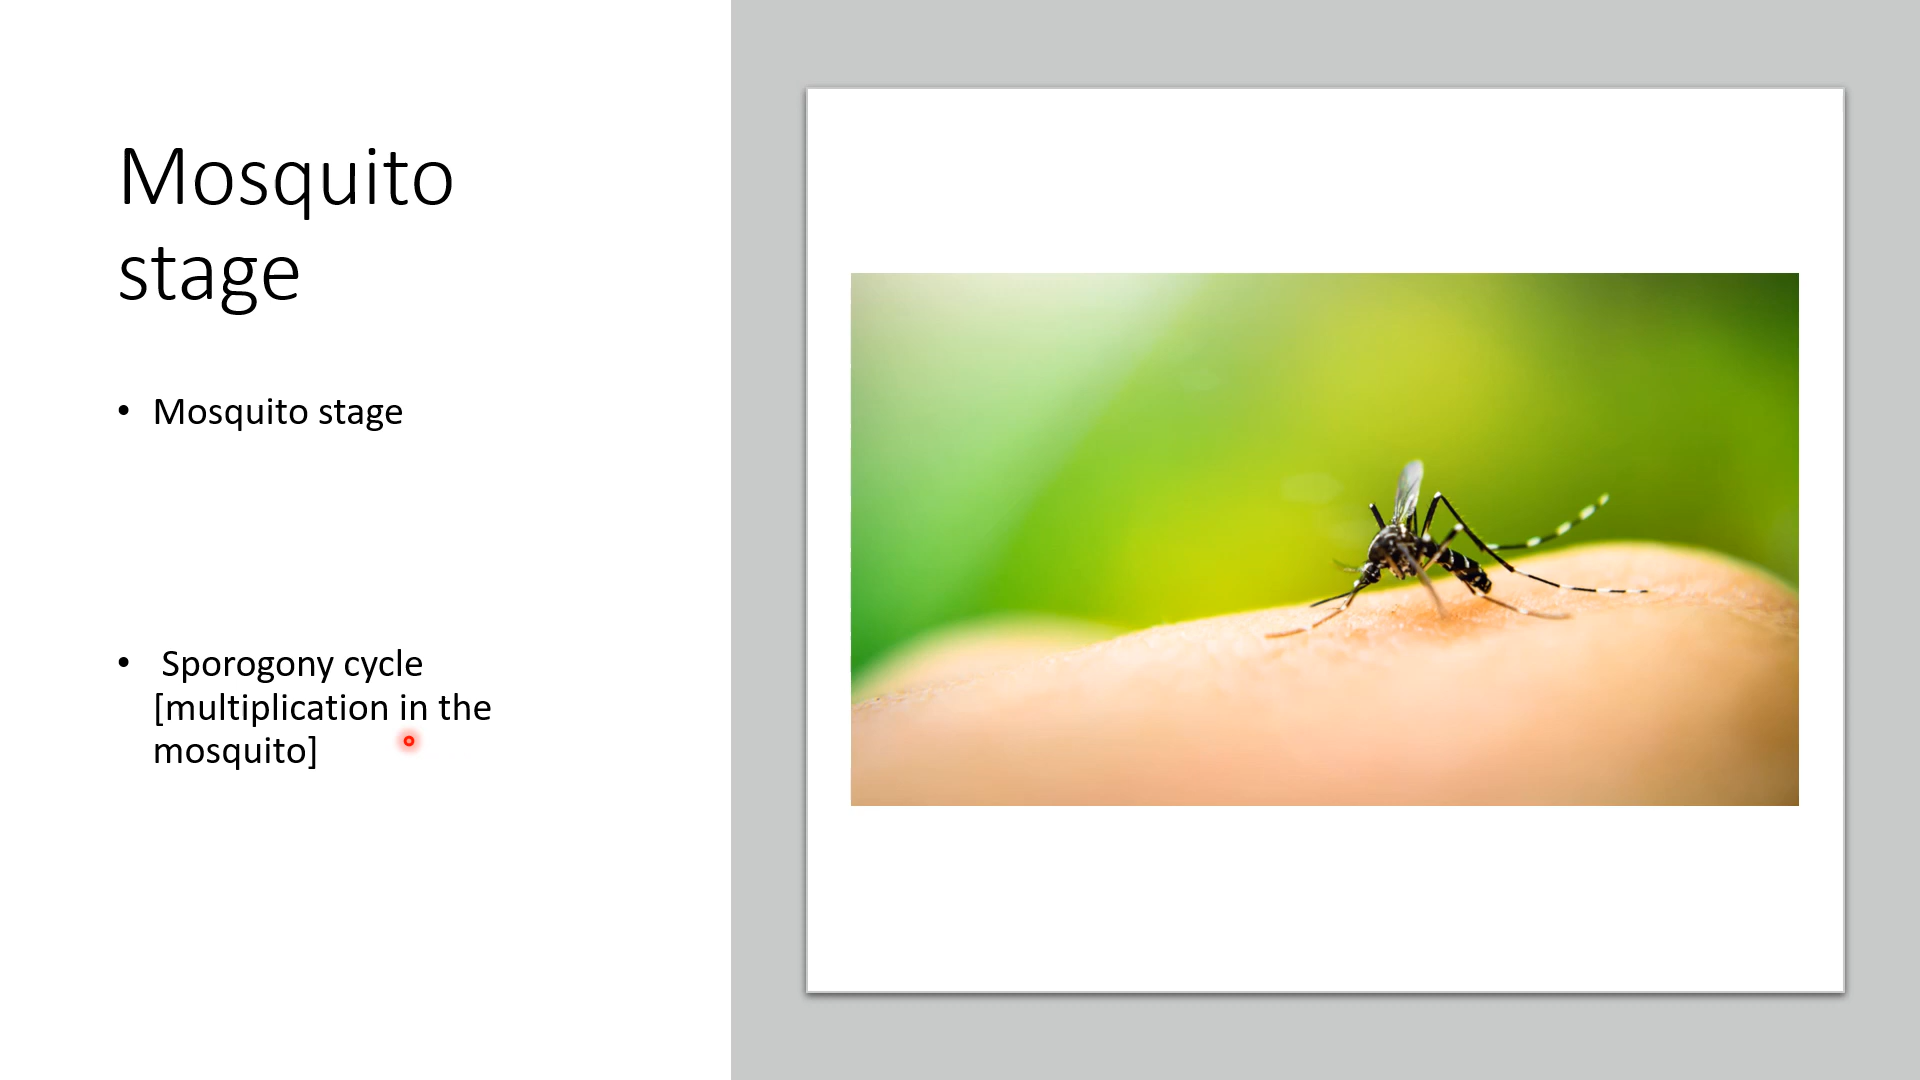 Mosquito
stage
• Mosquito stage
• Sporogony cycle
[multiplication in the
mosquito]